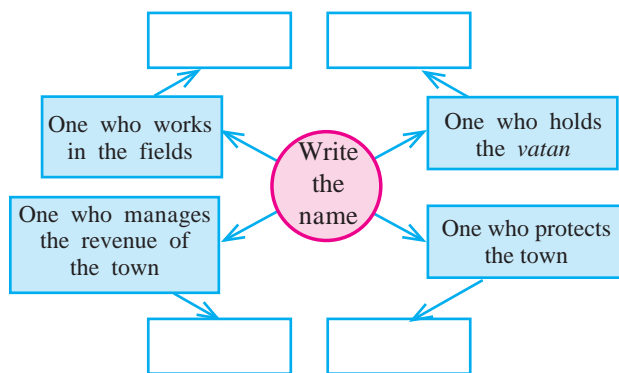 One who works
in the fields
One who holds
the vatan
Write
the
name
One who manages
the revenue of
the town
One who protects
the town